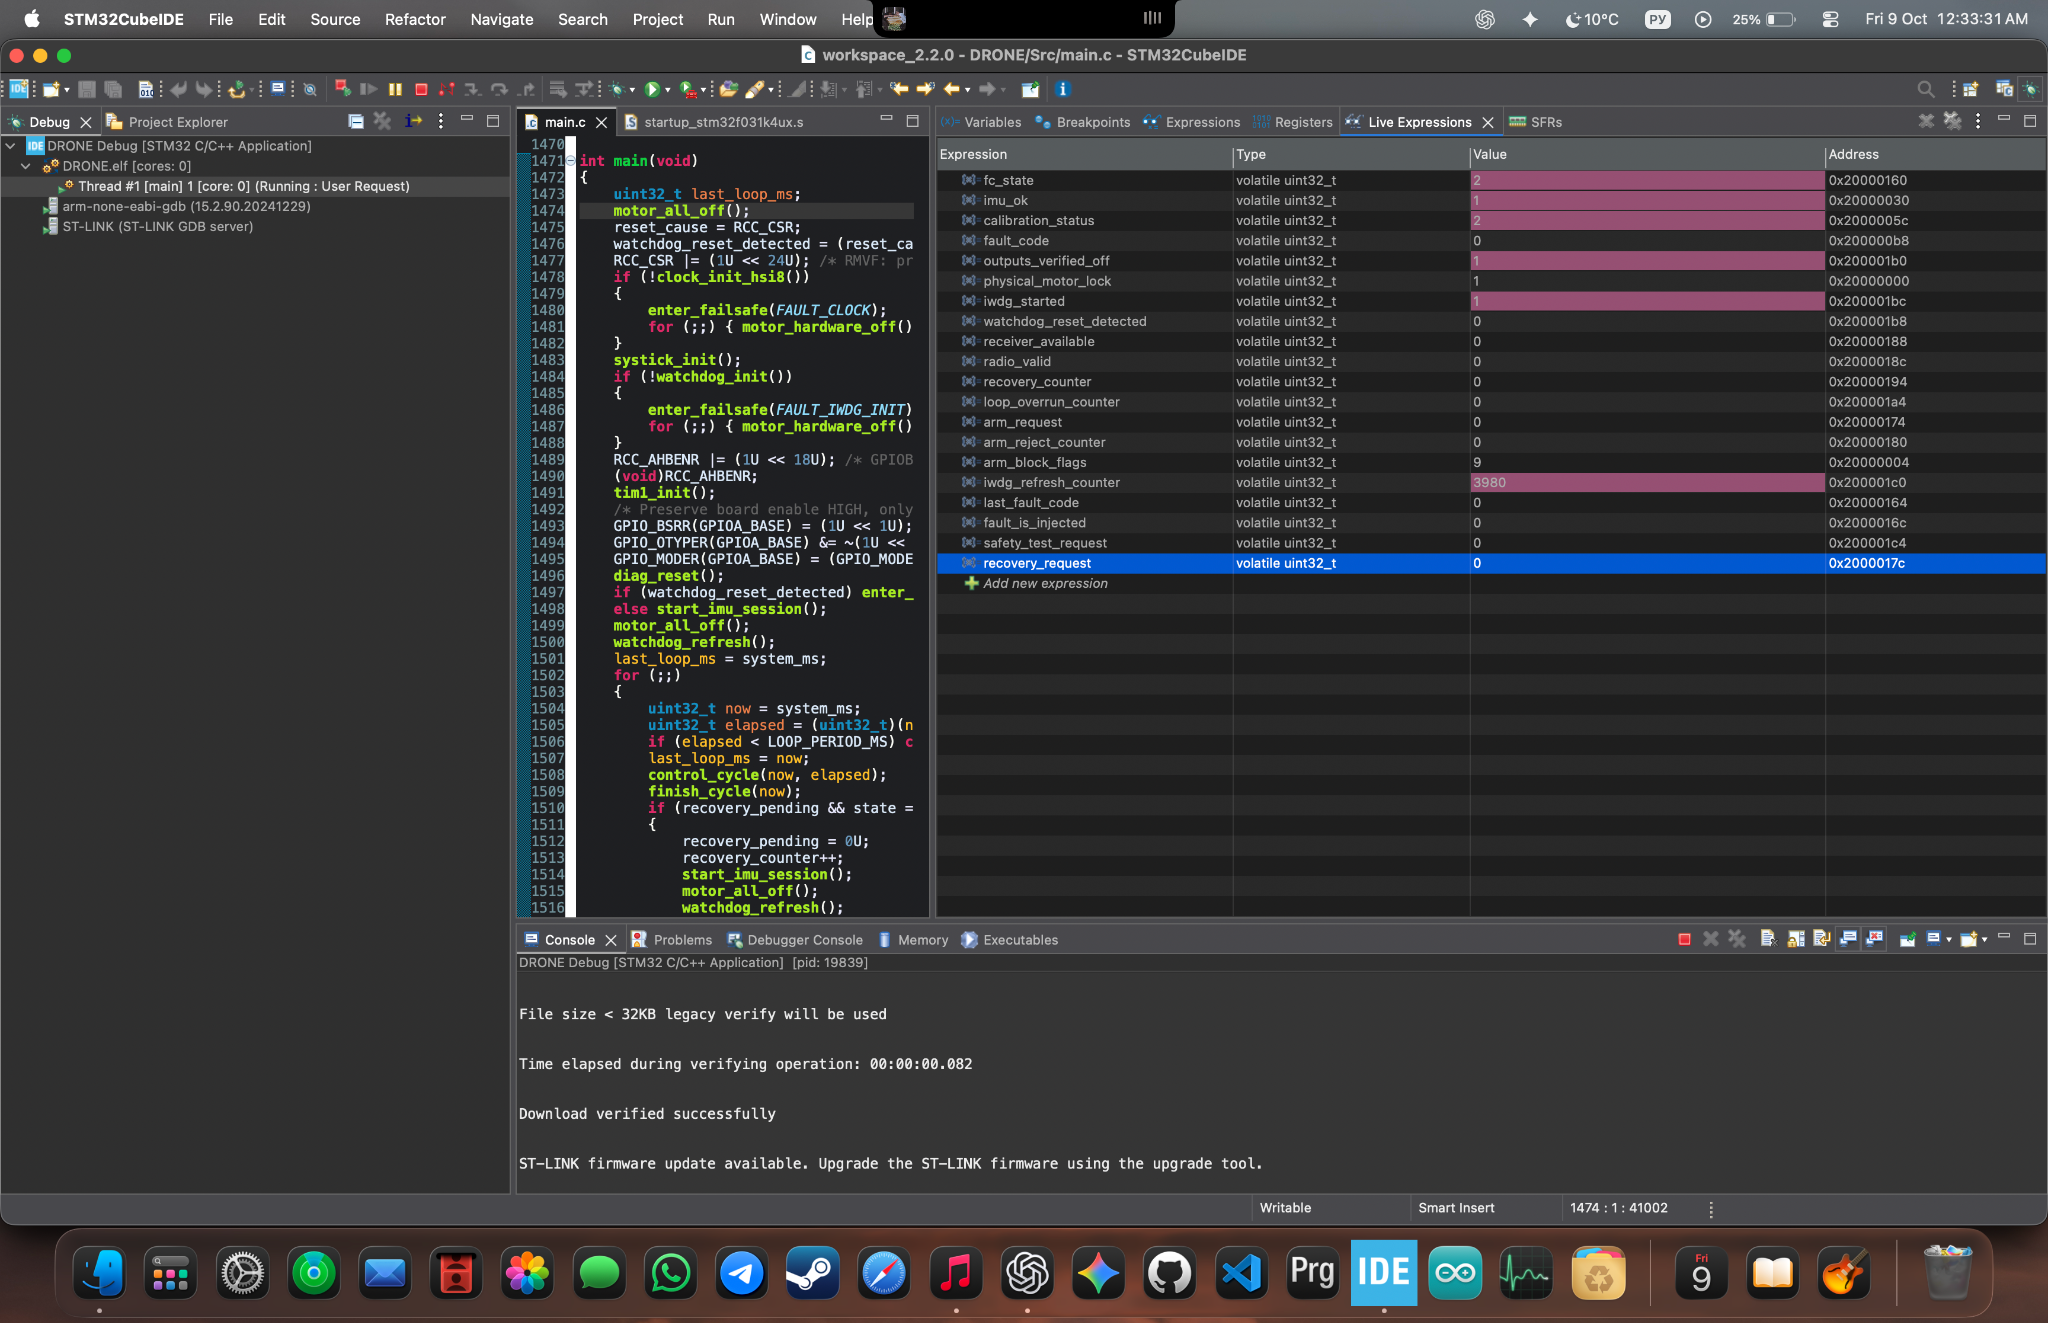 STM32CubeIDE File Edit Source Refactor Navigate Search Project Run Window Help 10°C РУ 25% Fri 9 Oct 12:33:31 AM
workspace_2.2.0 - DRONE/Src/main.c - STM32CubeIDE
Debug Project Explorer
DRONE Debug [STM32 C/C++ Application]
DRONE.elf [cores: 0]
Thread #1 [main] 1 [core: 0] (Running : User Request)
arm-none-eabi-gdb (15.2.90.20241229)
ST-LINK (ST-LINK GDB server)
main.c startup_stm32f031k4ux.s
1470
1471 int main(void)
1472 {
1473 uint32_t last_loop_ms;
1474 motor_all_off();
1475 reset_cause = RCC_CSR;
1476 watchdog_reset_detected = (reset_ca
1477 RCC_CSR |= (1U << 24U); /* RMVF: pr
1478 if (!clock_init_hsi8())
1479 {
1480 enter_failsafe(FAULT_CLOCK);
1481 for (;;) { motor_hardware_off()
1482 }
1483 systick_init();
1484 if (!watchdog_init())
1485 {
1486 enter_failsafe(FAULT_IWDG_INIT)
1487 for (;;) { motor_hardware_off()
1488 }
1489 RCC_AHBENR |= (1U << 18U); /* GPIOB
1490 (void)RCC_AHBENR;
1491 tim1_init();
1492 /* Preserve board enable HIGH, only
1493 GPIO_BSRR(GPIOA_BASE) = (1U << 1U);
1494 GPIO_OTYPER(GPIOA_BASE) &= ~(1U <<
1495 GPIO_MODER(GPIOA_BASE) = (GPIO_MODE
1496 diag_reset();
1497 if (watchdog_reset_detected) enter_
1498 else start_imu_session();
1499 motor_all_off();
1500 watchdog_refresh();
1501 last_loop_ms = system_ms;
1502 for (;;)
1503 {
1504 uint32_t now = system_ms;
1505 uint32_t elapsed = (uint32_t)(n
1506 if (elapsed < LOOP_PERIOD_MS) c
1507 last_loop_ms = now;
1508 control_cycle(now, elapsed);
1509 finish_cycle(now);
1510 if (recovery_pending && state =
1511 {
1512 recovery_pending = 0U;
1513 recovery_counter++;
1514 start_imu_session();
1515 motor_all_off();
1516 watchdog_refresh();
Variables Breakpoints Expressions Registers Live Expressions SFRs
Expression Type Value Address
fc_state volatile uint32_t 2 0x20000160
imu_ok volatile uint32_t 1 0x20000030
calibration_status volatile uint32_t 2 0x2000005c
fault_code volatile uint32_t 0 0x200000b8
outputs_verified_off volatile uint32_t 1 0x200001b0
physical_motor_lock volatile uint32_t 1 0x20000000
iwdg_started volatile uint32_t 1 0x200001bc
watchdog_reset_detected volatile uint32_t 0 0x200001b8
receiver_available volatile uint32_t 0 0x20000188
radio_valid volatile uint32_t 0 0x2000018c
recovery_counter volatile uint32_t 0 0x20000194
loop_overrun_counter volatile uint32_t 0 0x200001a4
arm_request volatile uint32_t 0 0x20000174
arm_reject_counter volatile uint32_t 0 0x20000180
arm_block_flags volatile uint32_t 9 0x20000004
iwdg_refresh_counter volatile uint32_t 3980 0x200001c0
last_fault_code volatile uint32_t 0 0x20000164
fault_is_injected volatile uint32_t 0 0x2000016c
safety_test_request volatile uint32_t 0 0x200001c4
recovery_request volatile uint32_t 0 0x2000017c
Add new expression
Console Problems Debugger Console Memory Executables
DRONE Debug [STM32 C/C++ Application] [pid: 19839]
File size < 32KB legacy verify will be used
Time elapsed during verifying operation: 00:00:00.082
Download verified successfully
ST-LINK firmware update available. Upgrade the ST-LINK firmware using the upgrade tool.
Writable Smart Insert 1474 : 1 : 41002
Prg IDE Fri 9